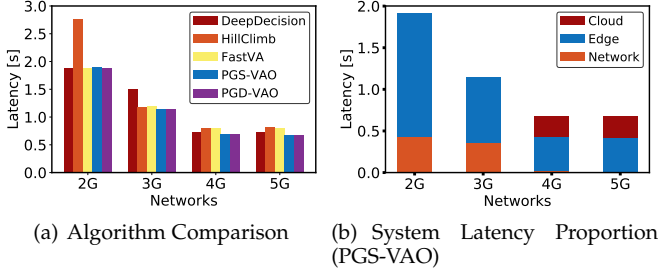 3.0
2.5
2.0
1.5
1.0
0.5
0.0
Latency [s]
DeepDecision
HillClimb
FastVA
PGS-VAO
PGD-VAO
2G 3G 4G 5G
Networks
(a) Algorithm Comparison
2.0
1.5
1.0
0.5
0.0
Latency [s]
Cloud
Edge
Network
2G 3G 4G 5G
Networks
(b) System Latency Proportion
(PGS-VAO)